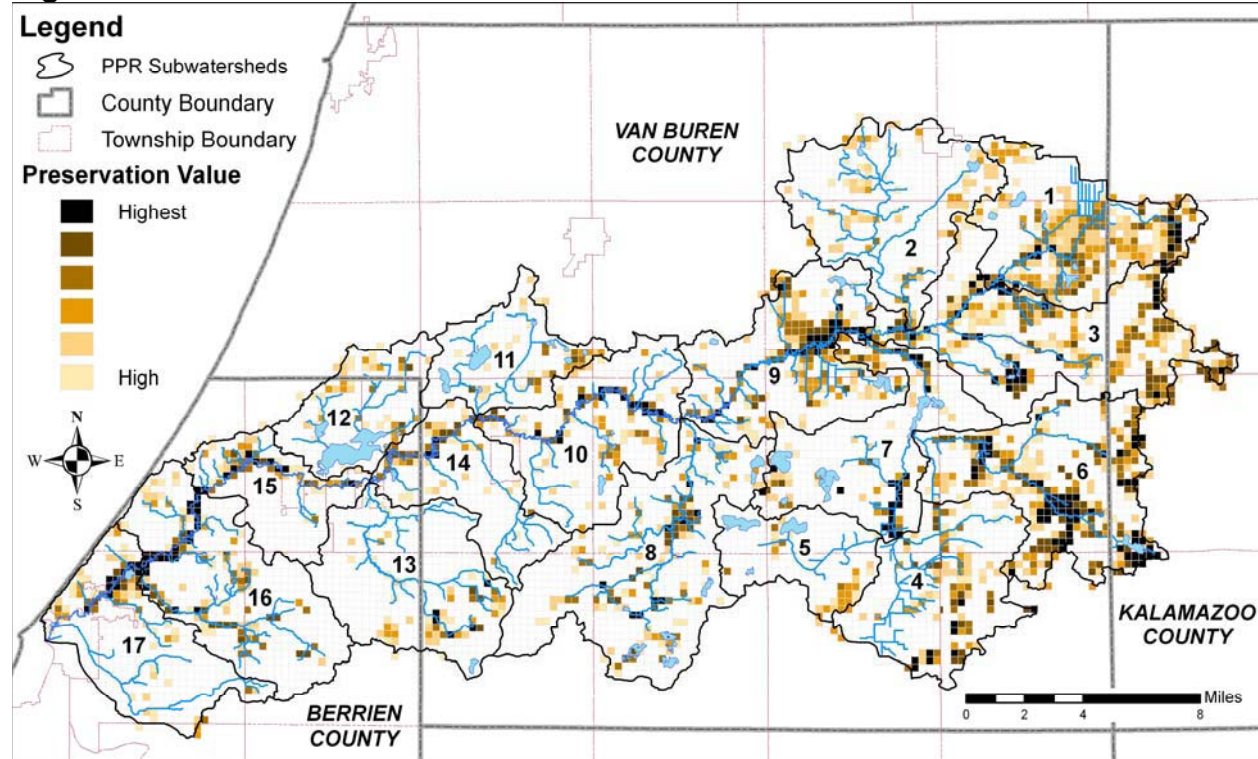 Legend
PPR Subwatersheds
County Boundary
Township Boundary
Preservation Value
Highest
High
N
W E
S
VAN BUREN
COUNTY
1
2
3
9
11
12
10
7
6
14
15
8
5
13
4
16
17
KALAMAZOO
COUNTY
BERRIEN
COUNTY
Miles
0 2 4 8